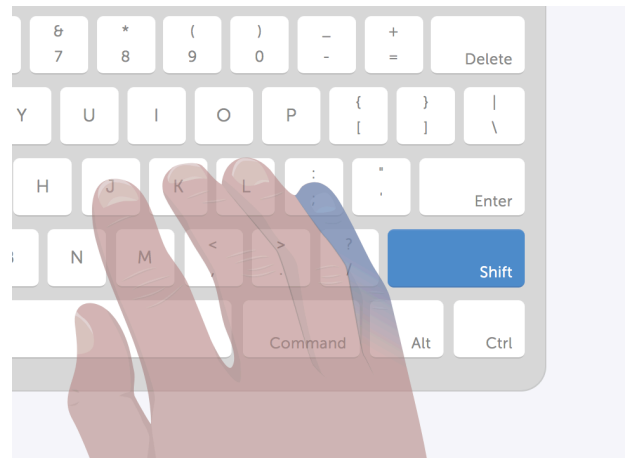 & * ( ) _ +
7 8 9 0 - = Delete
{ } |
Y U I O P [ ] \
: "
H J K L ; ' Enter
< > ?
N M , . / Shift
Command Alt Ctrl